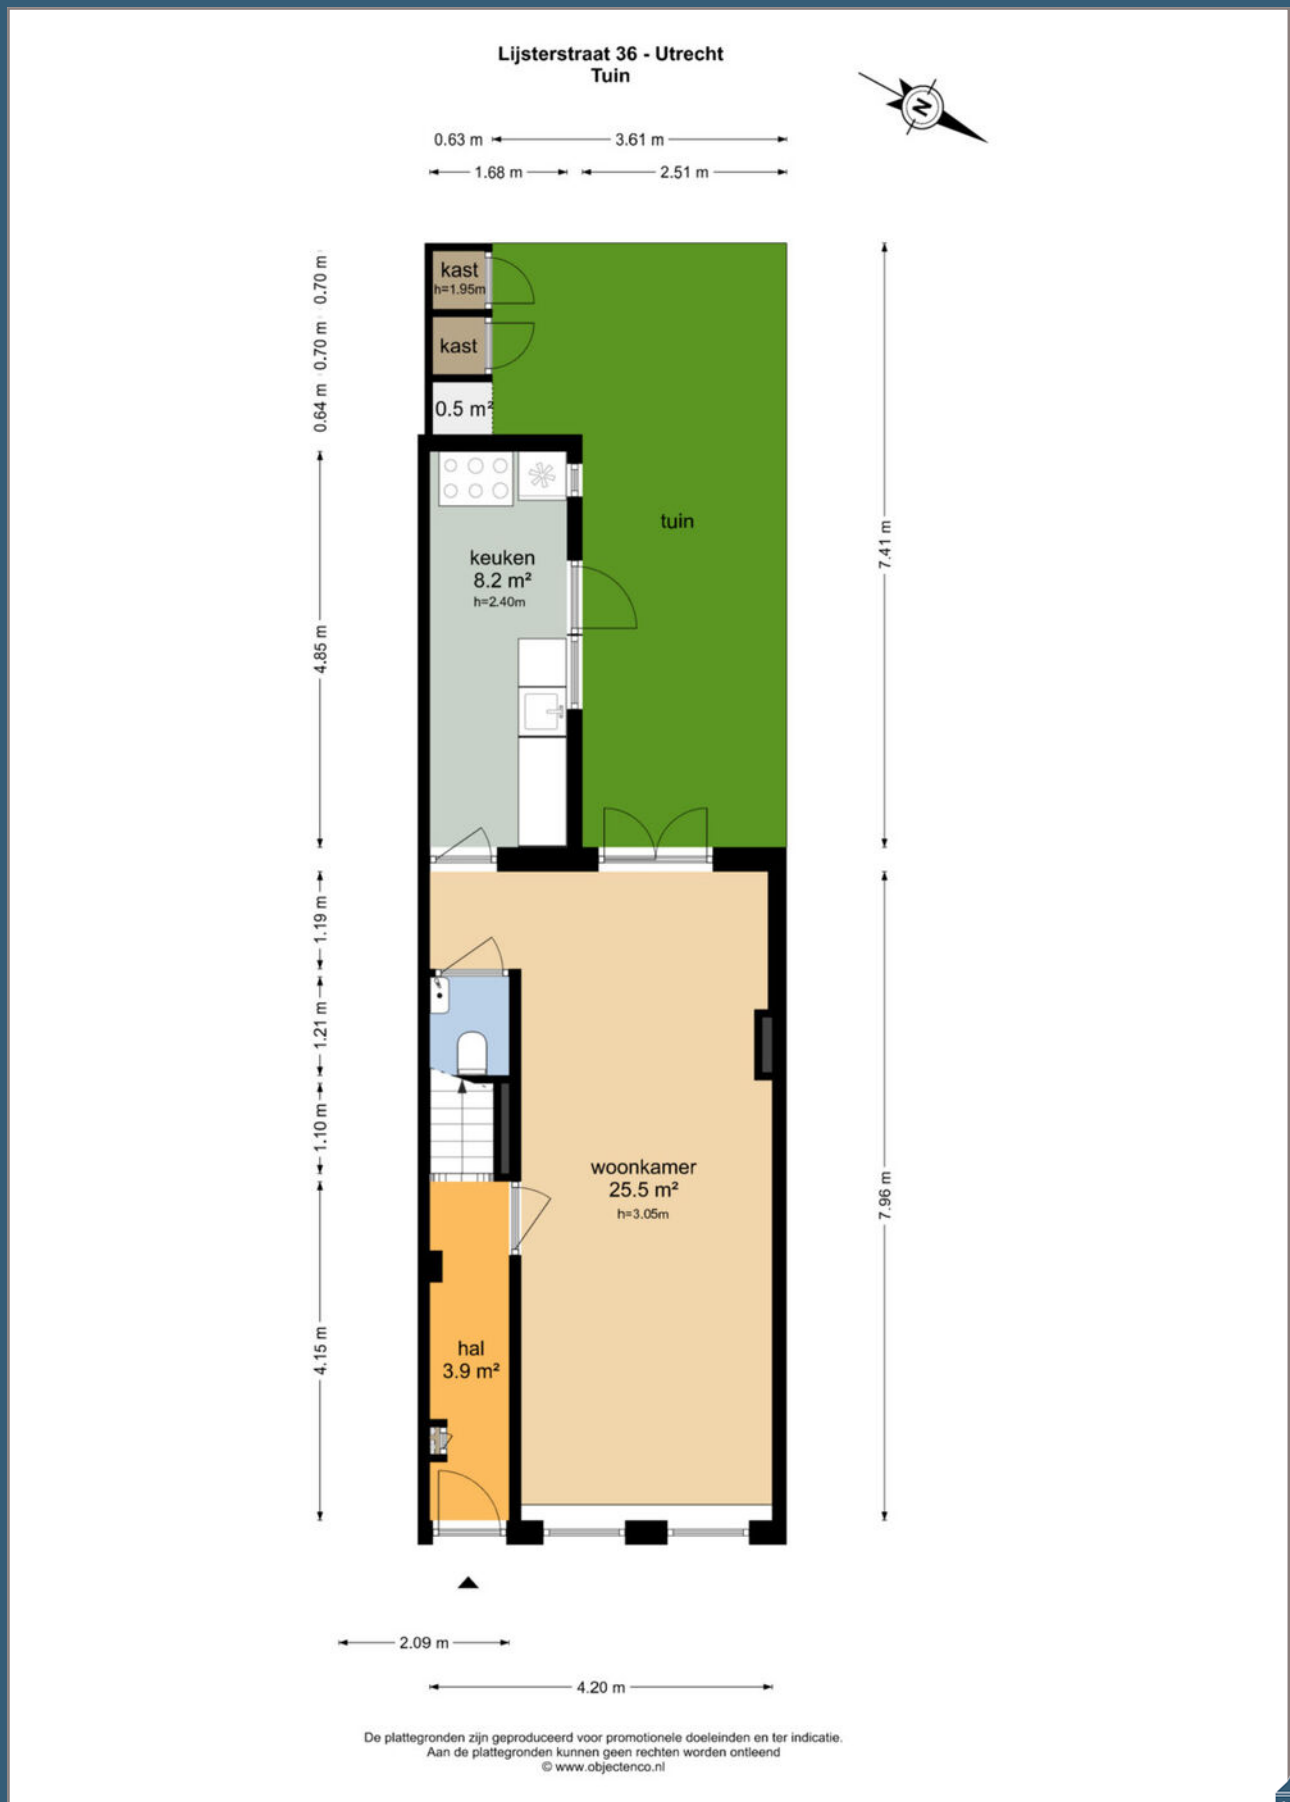 Lijsterstraat 36 - Utrecht
Tuin
N
0.63 m
3.61 m
1.68 m
2.51 m
kast
h=1.95m
0.70 m
kast
0.70 m
0.5 m²
0.64 m
tuin
7.41 m
keuken
8.2 m²
h=2.40m
4.85 m
1.19 m
1.21 m
1.10 m
woonkamer
25.5 m²
h=3.05m
7.96 m
hal
3.9 m²
4.15 m
2.09 m
4.20 m
De plattegronden zijn geproduceerd voor promotionele doeleinden en ter indicatie.
Aan de plattegronden kunnen geen rechten worden ontleend
© www.objectenco.nl